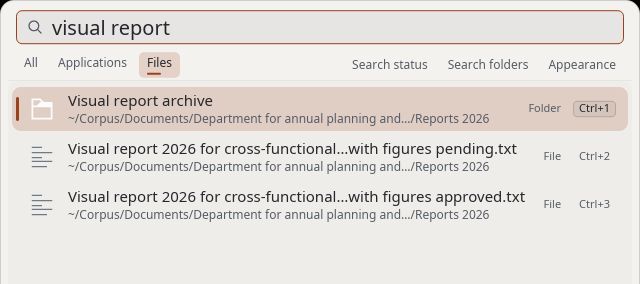 visual report
All Applications Files Search status Search folders Appearance
Visual report archive
~/Corpus/Documents/Department for annual planning and.../Reports 2026
Folder Ctrl+1
Visual report 2026 for cross-functional...with figures pending.txt
~/Corpus/Documents/Department for annual planning and.../Reports 2026
File Ctrl+2
Visual report 2026 for cross-functional...with figures approved.txt
~/Corpus/Documents/Department for annual planning and.../Reports 2026
File Ctrl+3